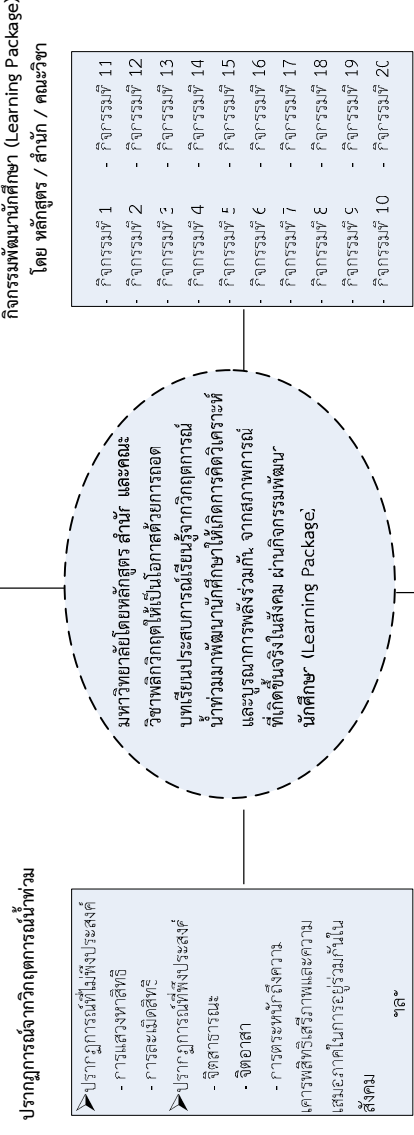 ปรากฏการณ์จากวิกฤตการณ์น้ำท่วม
ปรากฏการณ์ที่ไม่พึงประสงค์
- การแสวงหาสิทธิ
- การละเมิดสิทธิ
ปรากฏการณ์ที่พึงประสงค์
- จิตสาธารณะ
- จิตอาสา
- การตระหนักถึงความ
เคารพสิทธิเสรีภาพและความ
เสมอภาคในการอยู่ร่วมกันใน
สังคม
มหาวิทยาลัยโดยหลักสูตร สำนัก และคณะ
วิชาพลิกวิกฤตให้เป็นโอกาสด้วยการถอด
บทเรียนประสบการณ์เรียนรู้จากวิกฤตการณ์
น้ำท่วมมาพัฒนานักศึกษาให้เกิดการคิดวิเคราะห์
และบูรณาการพลังร่วมกัน จากสภาพการณ์
ที่เกิดขึ้นจริงในสังคม ผ่านกิจกรรมพัฒนา
นักศึกษา (Learning Package)
กิจกรรมพัฒนานักศึกษา (Learning Package)
โดย หลักสูตร / สำนัก / คณะวิชา
- กิจกรรมที่ 1 - กิจกรรมที่ 11
- กิจกรรมที่ 2 - กิจกรรมที่ 12
- กิจกรรมที่ 3 - กิจกรรมที่ 13
- กิจกรรมที่ 4 - กิจกรรมที่ 14
- กิจกรรมที่ 5 - กิจกรรมที่ 15
- กิจกรรมที่ 6 - กิจกรรมที่ 16
- กิจกรรมที่ 7 - กิจกรรมที่ 17
- กิจกรรมที่ 8 - กิจกรรมที่ 18
- กิจกรรมที่ 9 - กิจกรรมที่ 19
- กิจกรรมที่ 10 - กิจกรรมที่ 20